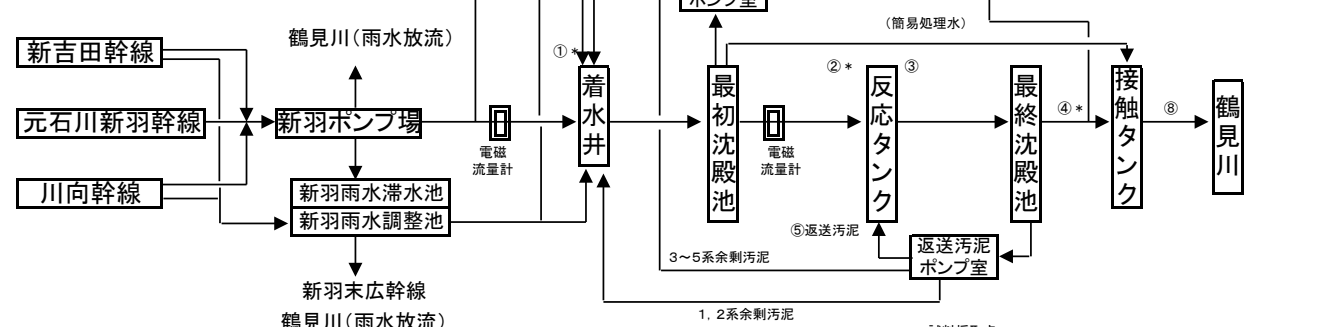 ポンプ室
(簡易処理水)
鶴見川(雨水放流)
①*
新吉田幹線
②*
③
元石川新羽幹線
新羽ポンプ場
電磁
流量計
着水井
最初沈殿池
電磁
流量計
反応タンク
最終沈殿池
④*
接触タンク
⑧
鶴見川
川向幹線
新羽雨水滞水池
新羽雨水調整池
⑤返送汚泥
返送汚泥
ポンプ室
3~5系余剰汚泥
新羽末広幹線
鶴見川(雨水放流)
1,2系余剰汚泥